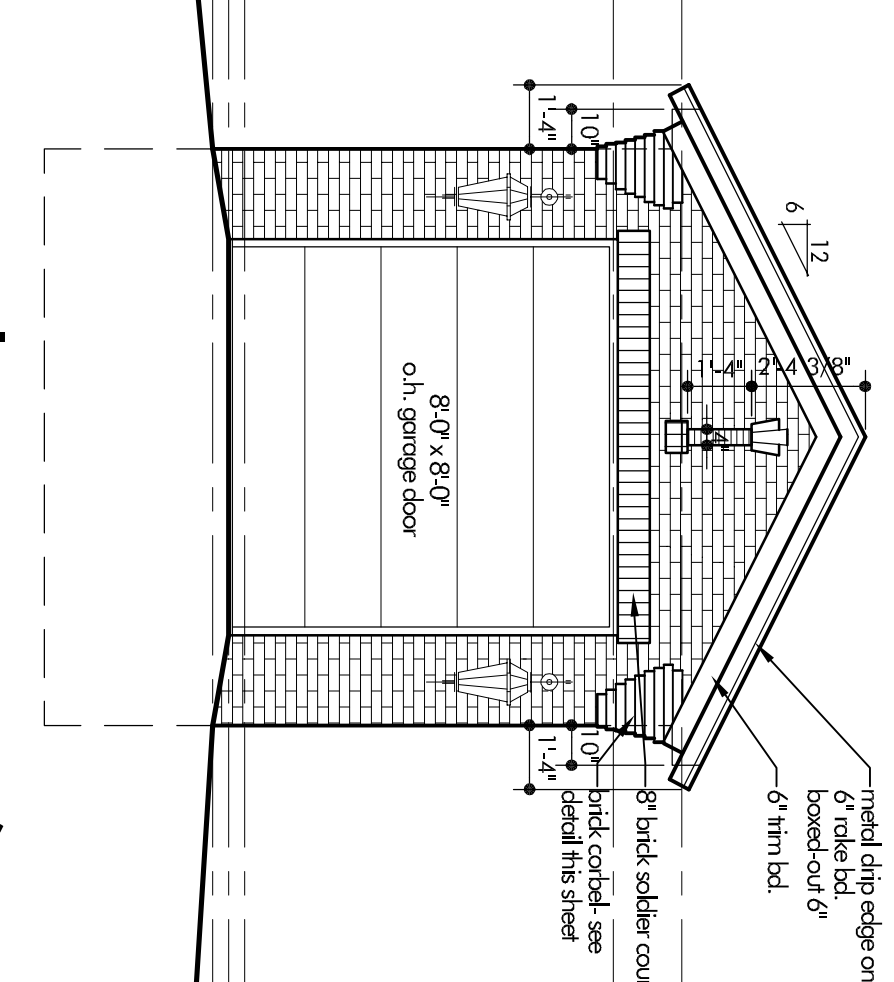 metal drip edge on
6" rake bd.
boxed-out 6"
6" trim bd.
8" brick soldier
brick corbel- see
detail this sheet
6
12
1'-4"
2'-4 3/8"
4"
10"
1'-4"
8'-0" x 8'-0"
o.h. garage door
10"
1'-4"